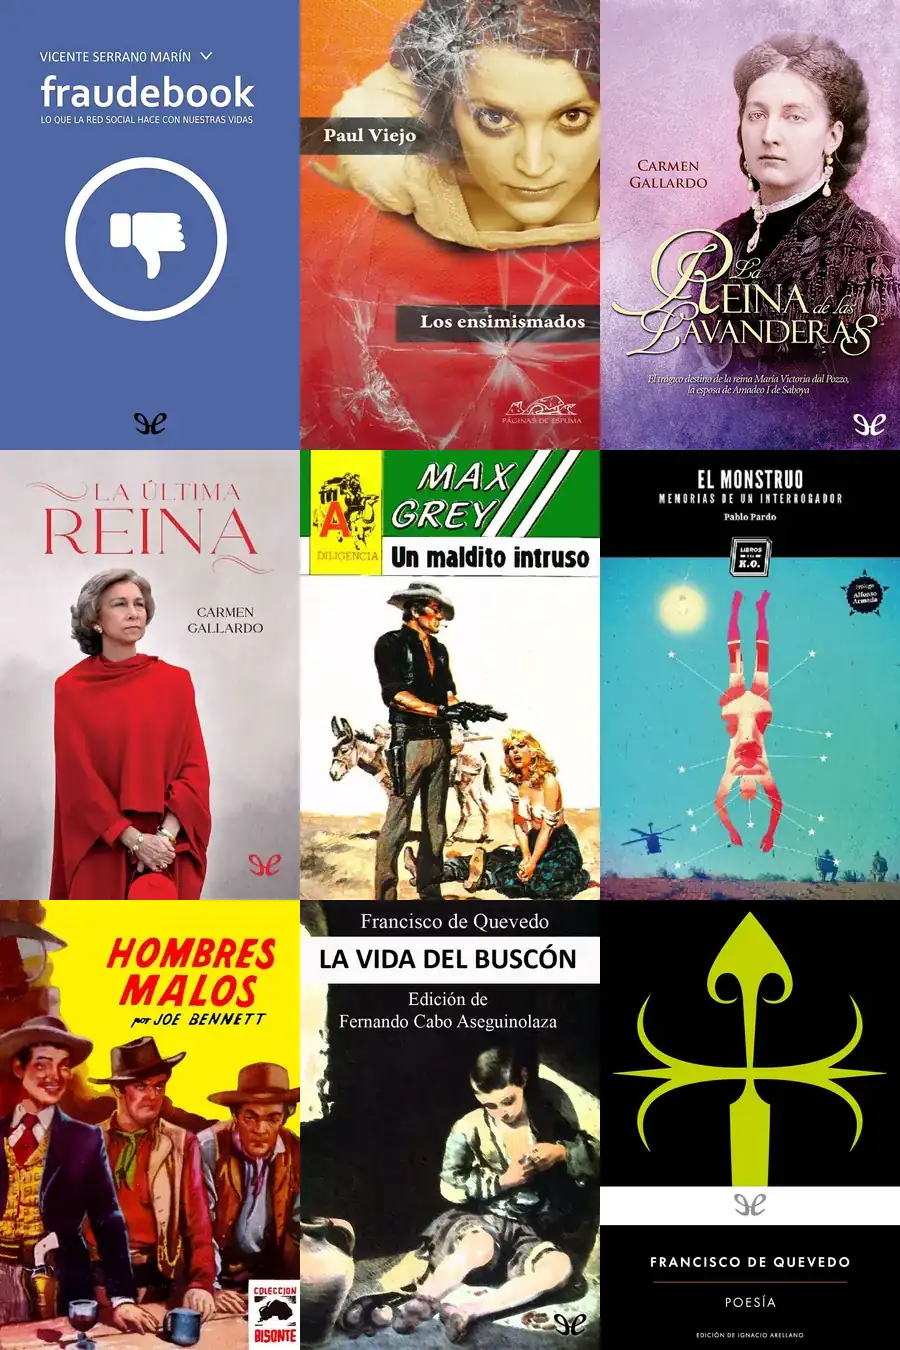 VICENTE SERRANO MARÍN
fraudebook
LO QUE LA RED SOCIAL HACE CON NUESTRAS VIDAS
Paul Viejo
Los ensimismados
PÁGINAS DE ESPUMA
CARMEN
GALLARDO
La
REINA de las
LAVANDERAS
El trágico destino de la reina María Victoria dal Pozzo,
la esposa de Amadeo I de Saboya
LA ÚLTIMA
REINA
CARMEN
GALLARDO
A
DILIGENCIA
MAX
GREY
Un maldito intruso
EL MONSTRUO
MEMORIAS DE UN INTERROGADOR
Pablo Pardo
LIBROS
K.O.
Prólogo
Alfonso
Armada
HOMBRES
MALOS
por JOE BENNETT
COLECCION
BISONTE
Francisco de Quevedo
LA VIDA DEL BUSCÓN
Edición de
Fernando Cabo Aseguinolaza
FRANCISCO DE QUEVEDO
POESÍA
EDICIÓN DE IGNACIO ARELLANO